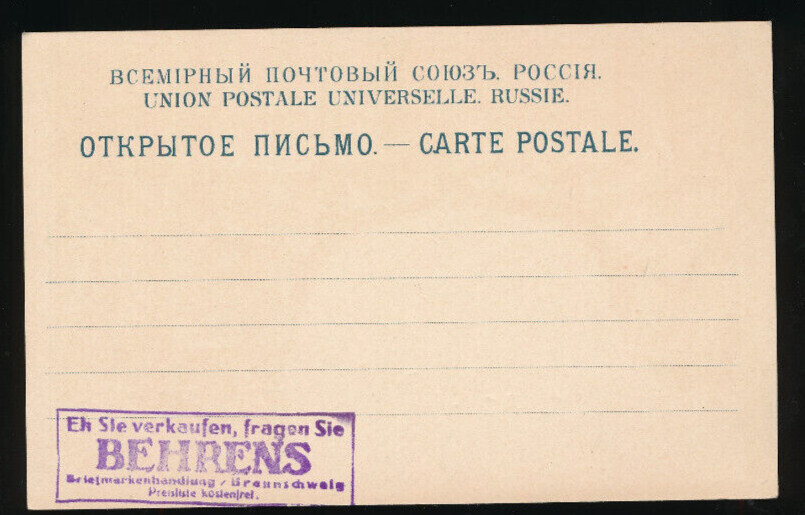 ВСЕМІРНЫЙ ПОЧТОВЫЙ СОЮЗЪ. РОССІЯ.
UNION POSTALE UNIVERSELLE. RUSSIE.
ОТКРЫТОЕ ПИСЬМО. — CARTE POSTALE.
Eh Sie verkaufen, fragen Sie
BEHRENS
Briefmarkenhandlung / Braunschweig
Preisliste kostenfrei.